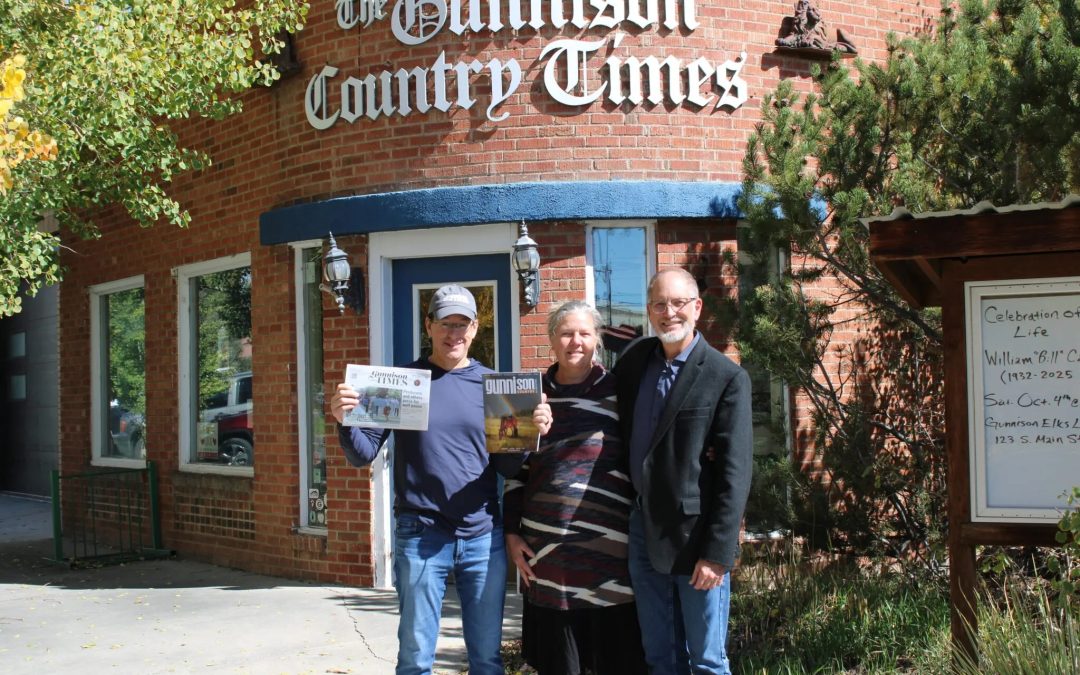 The Gunnison
Country Times
Gunnison
TIMES
gunnison
Celebration of
Life
William "Bill"
(1932-2025
Sat. Oct. 4th
Gunnison Elks
123 S. Main St